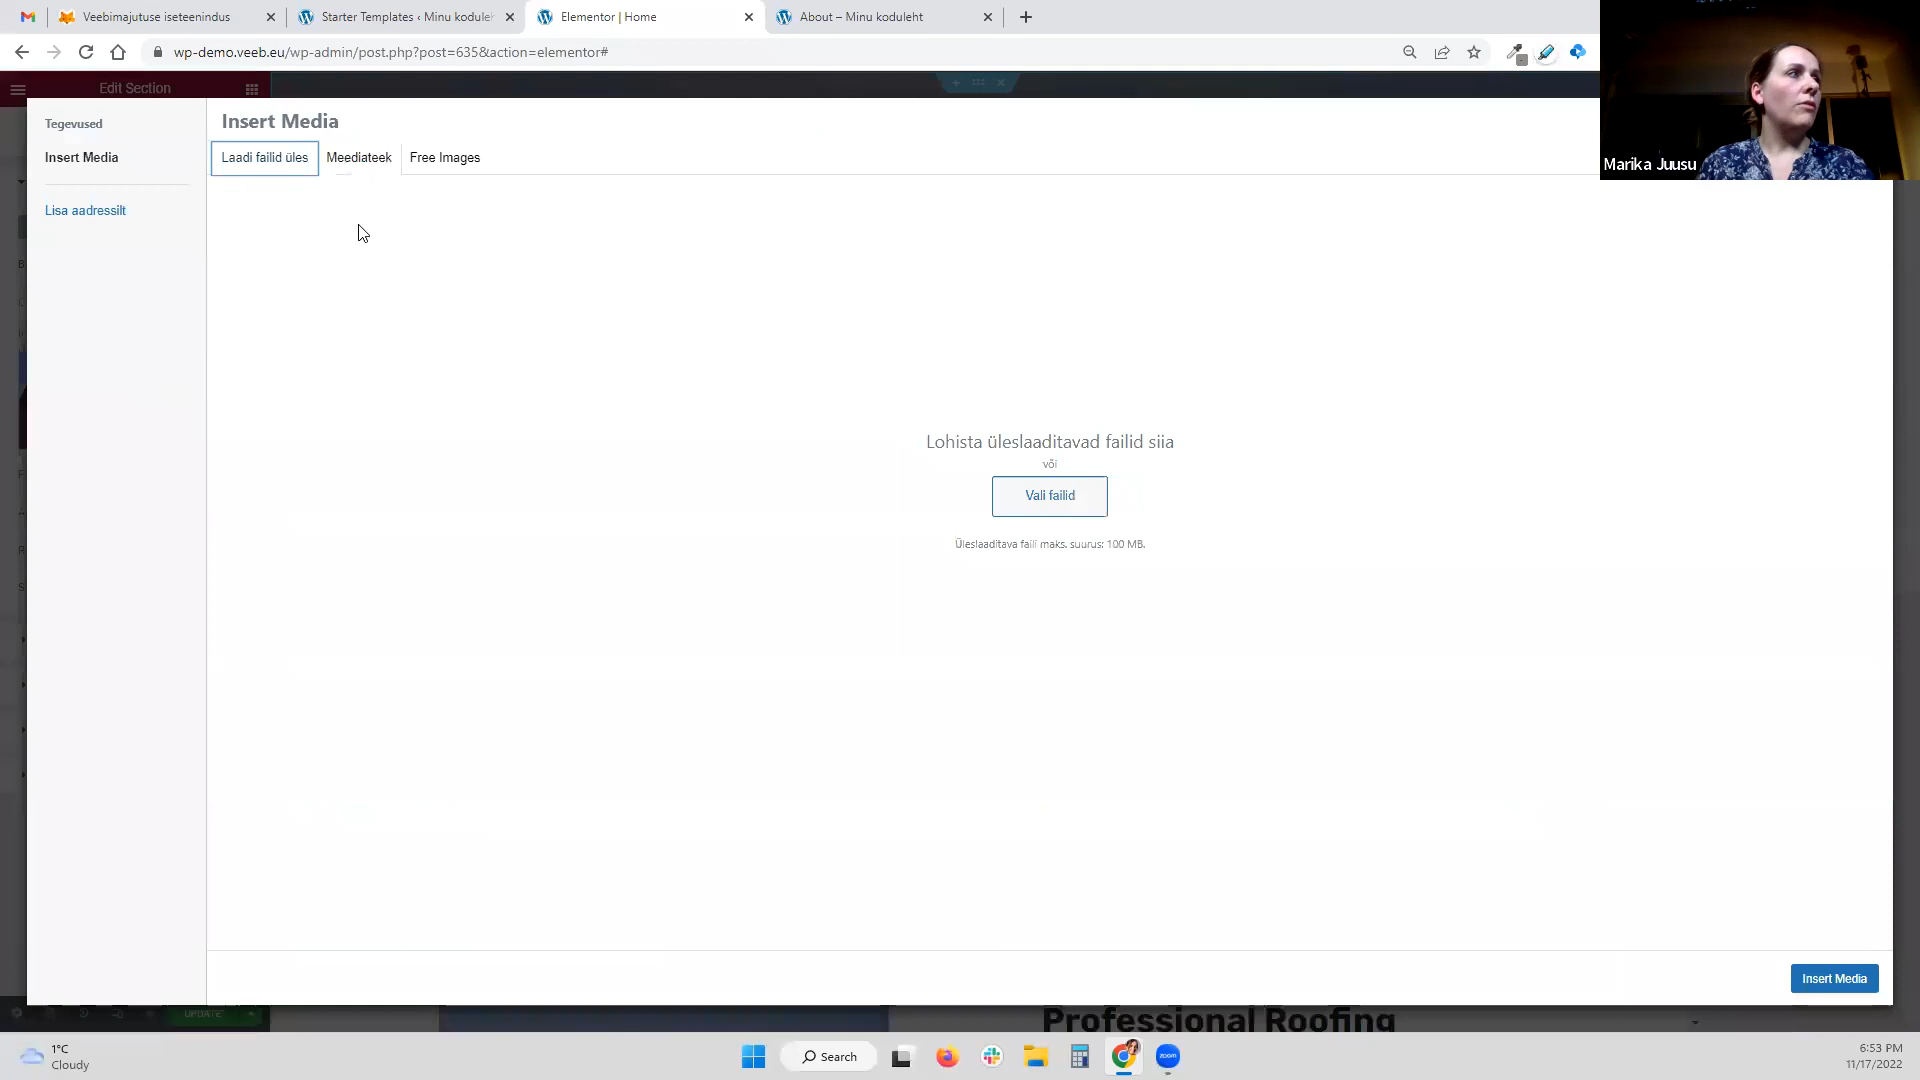 Veebimajutuse iseteenindus
Starter Templates ‹ Minu koduleh
Elementor | Home
About – Minu koduleht
wp-demo.veeb.eu/wp-admin/post.php?post=635&action=elementor#
Edit Section
Tegevused
Insert Media
Lisa aadressilt
Insert Media
Laadi failid üles
Meediateek
Free Images
Marika Juusu
Lohista üleslaaditavad failid siia
või
Vali failid
Üleslaaditava faili maks. suurus: 100 MB.
Insert Media
UPDATE
Professional Roofing
1°C
Cloudy
Search
zoom
6:53 PM
11/17/2022